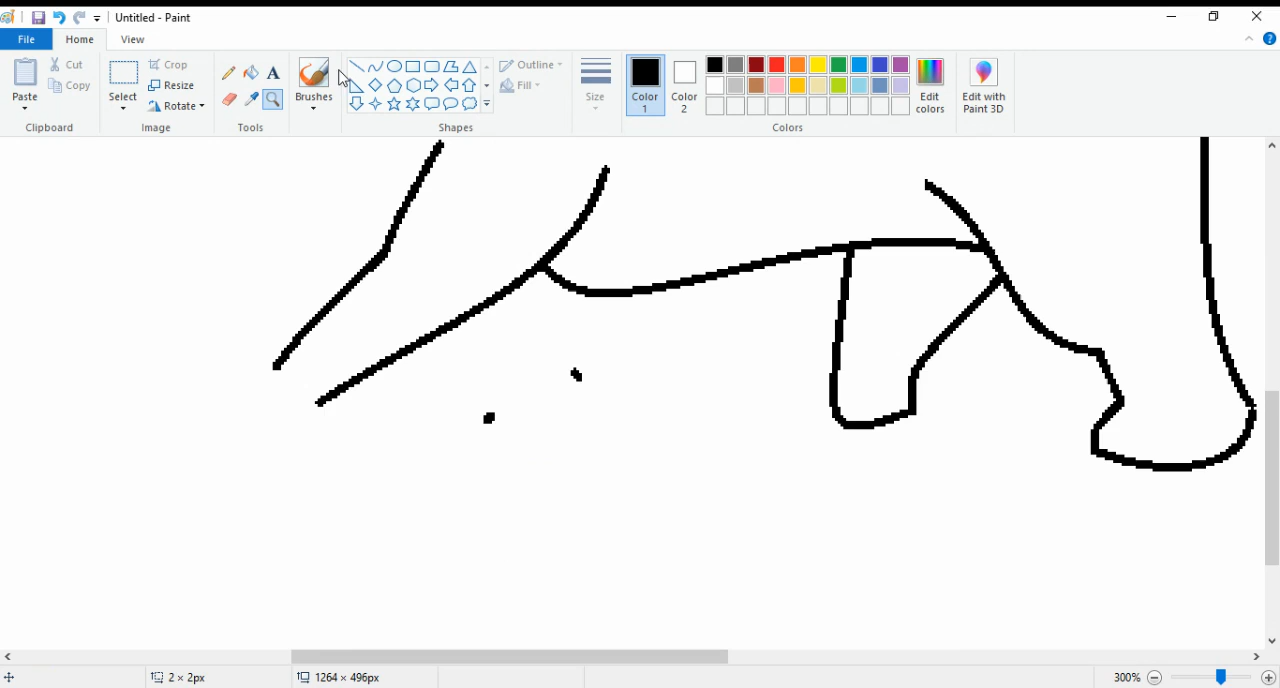 Untitled - Paint
File
Home
View
Paste
Cut
Copy
Clipboard
Select
Crop
Resize
Rotate
Image
A
Tools
Brushes
Outline
Fill
Shapes
Size
Color
1
Color
2
Edit
colors
Colors
Edit with
Paint 3D
2 × 2px
1264 × 496px
300%